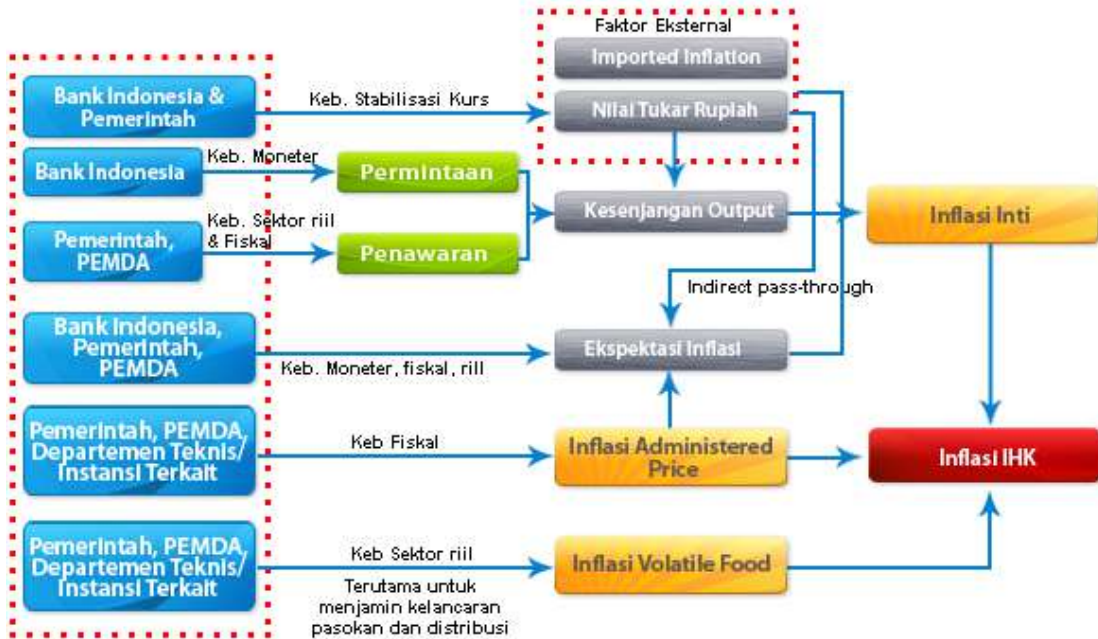 Faktor Eksternal
Imported Inflation
Bank Indonesia &
Pemerintah
Keb. Stabilisasi Kurs
Nilai Tukar Rupiah
Bank Indonesia
Keb. Moneter
Permintaan
Kesenjangan Output
Inflasi Inti
Pemerintah,
PEMDA
Keb. Sektor riil
& Fiskal
Penawaran
Indirect pass-through
Bank Indonesia,
Pemerintah,
PEMDA
Keb. Moneter, fiskal, rill
Ekspektasi Inflasi
Pemerintah, PEMDA,
Departemen Teknis/
Instansi Terkait
Keb Fiskal
Inflasi Administered
Price
Inflasi IHK
Pemerintah, PEMDA,
Departemen Teknis/
Instansi Terkait
Keb Sektor riil
Terutama untuk
menjamin kelancaran
pasokan dan distribusi
Inflasi Volatile Food